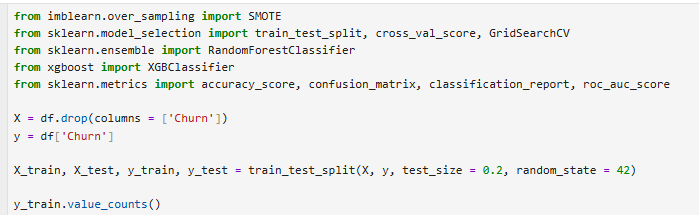 from imblearn.over_sampling import SMOTE
from sklearn.model_selection import train_test_split, cross_val_score, GridSearchCV
from sklearn.ensemble import RandomForestClassifier
from xgboost import XGBClassifier
from sklearn.metrics import accuracy_score, confusion_matrix, classification_report, roc_auc_score
X = df.drop(columns = ['Churn'])
y = df['Churn']
X_train, X_test, y_train, y_test = train_test_split(X, y, test_size = 0.2, random_state = 42)
y_train.value_counts()